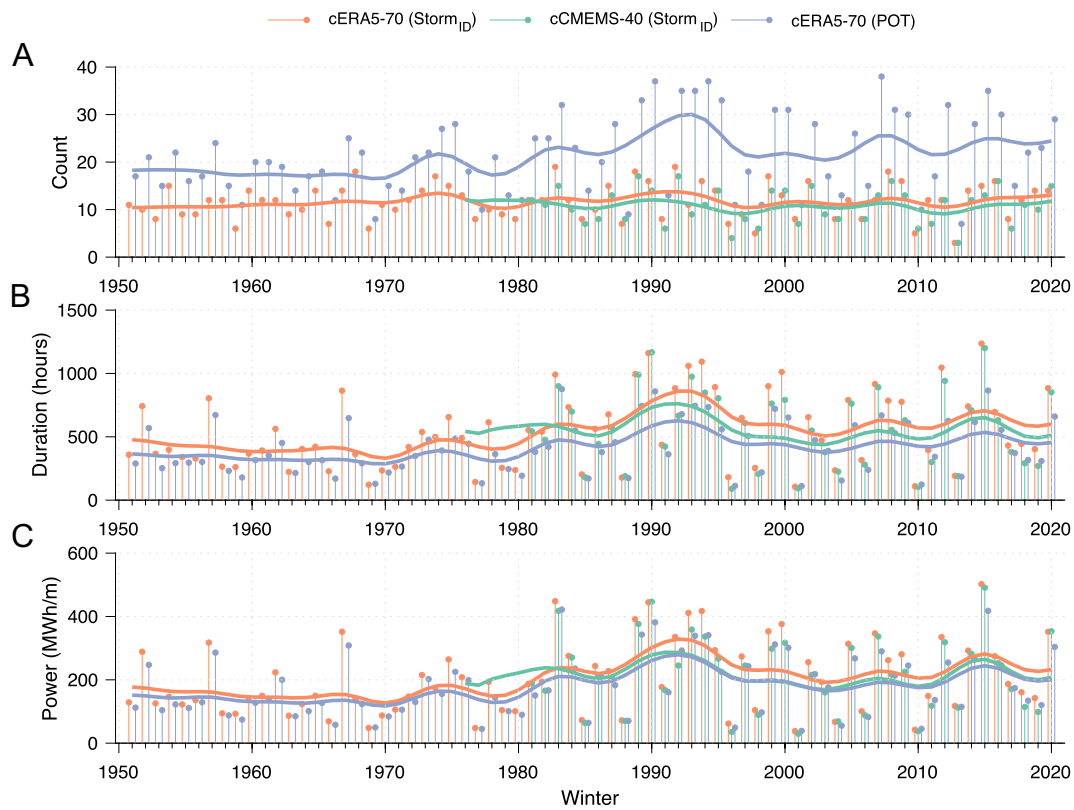 cERA5-70 (Storm_ID) cCMEMS-40 (Storm_ID) cERA5-70 (POT)
A
40
30
20
10
0
Count
1950 1960 1970 1980 1990 2000 2010 2020
B
1500
1000
500
0
Duration (hours)
1950 1960 1970 1980 1990 2000 2010 2020
C
600
400
200
0
Power (MWh/m)
1950 1960 1970 1980 1990 2000 2010 2020
Winter